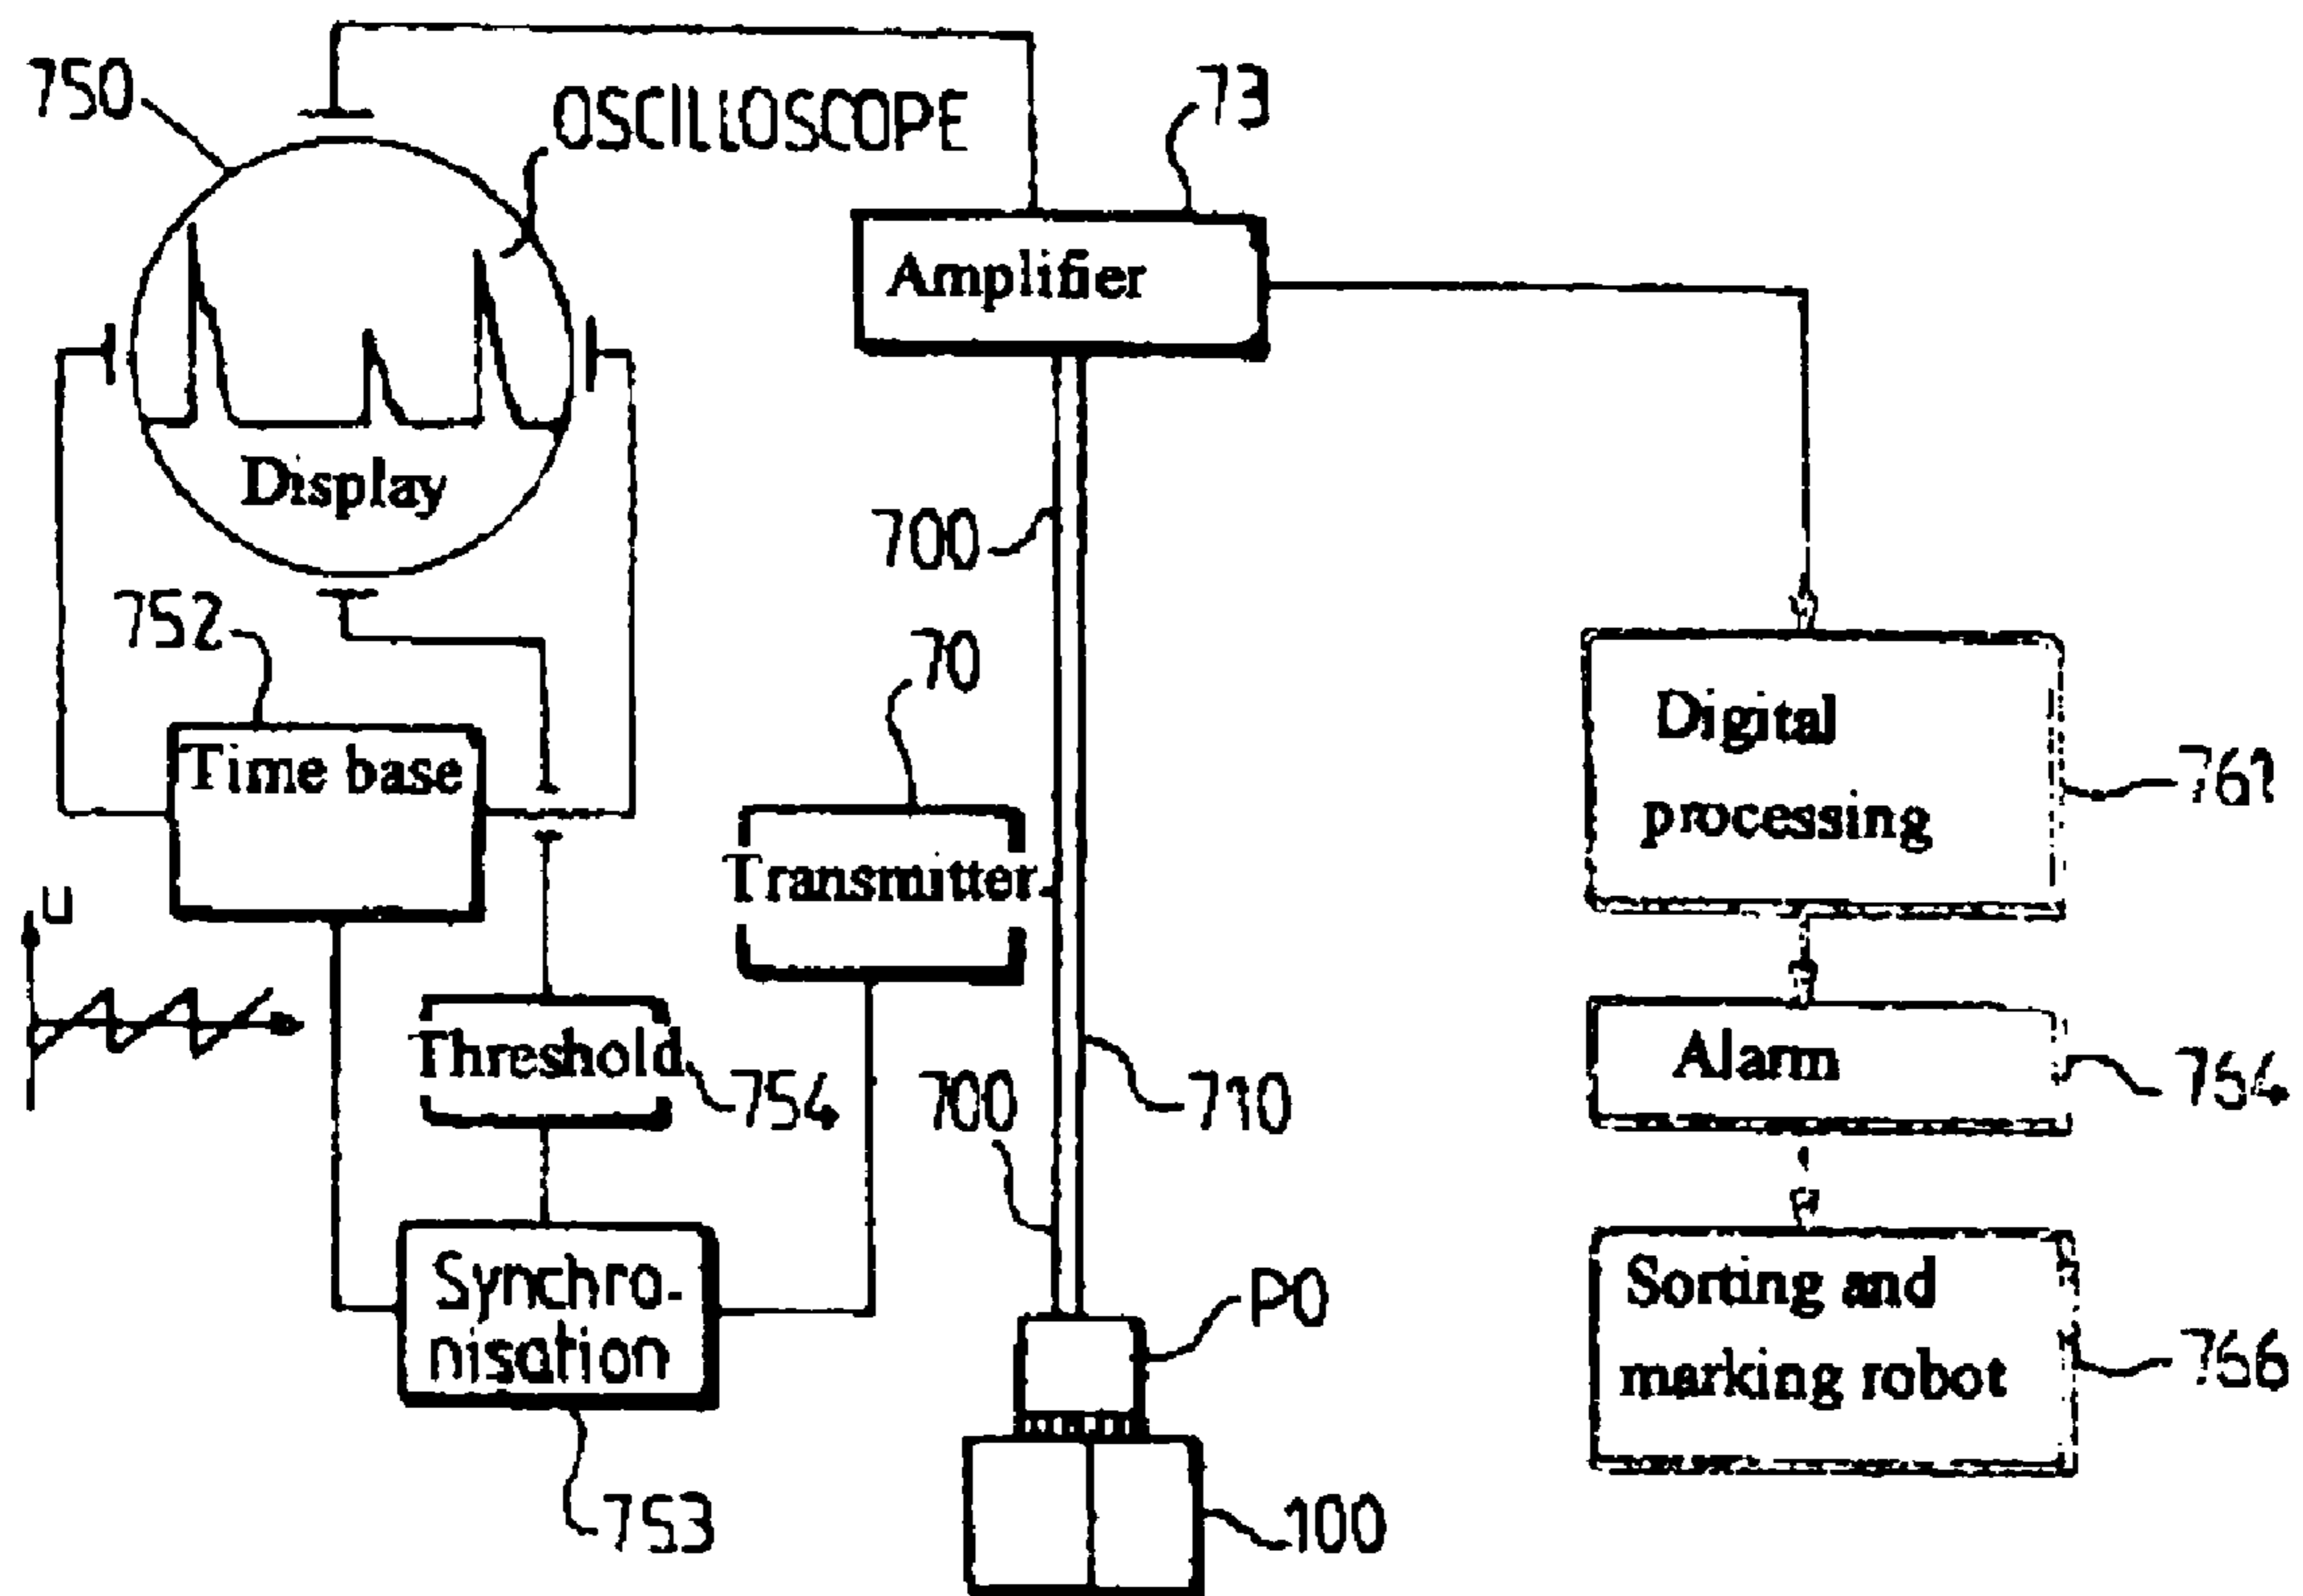 750
OSCILLOSCOPE
73
Amplifier
Display
700
752
70
Time base
Digital
processing
761
Transmitter
U
Threshold
754
700
710
Alarm
764
Synchro-
nisation
P0
Sorting and
marking robot
766
753
100